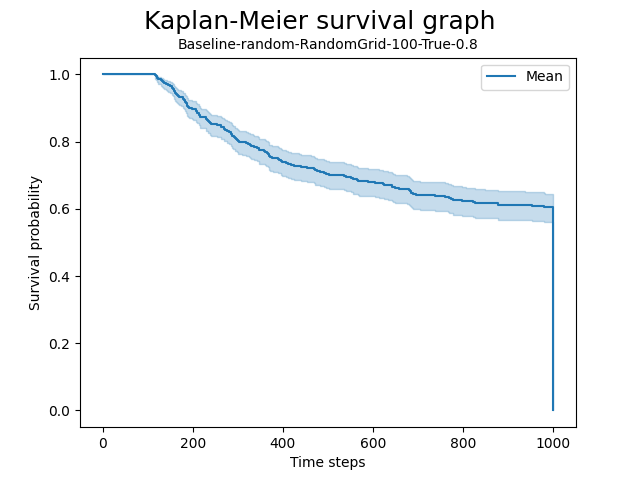 Kaplan-Meier survival graph
Baseline-random-RandomGrid-100-True-0.8
Mean
1.0
0.8
0.6
0.4
0.2
0.0
Survival probability
0 200 400 600 800 1000
Time steps